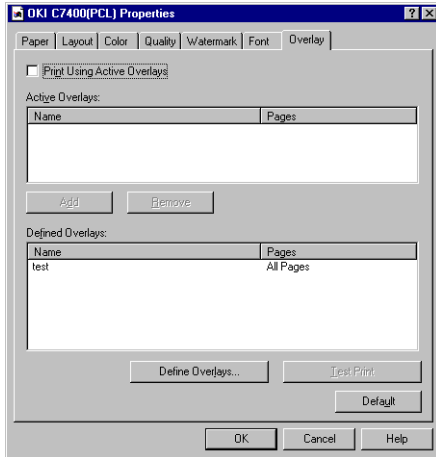 OKI C7400(PCL) Properties
Paper Layout Color Quality Watermark Font Overlay
Print Using Active Overlays
Active Overlays:
Name Pages
Add Remove
Defined Overlays:
Name Pages
test All Pages
Define Overlays... Test Print
Default
OK Cancel Help